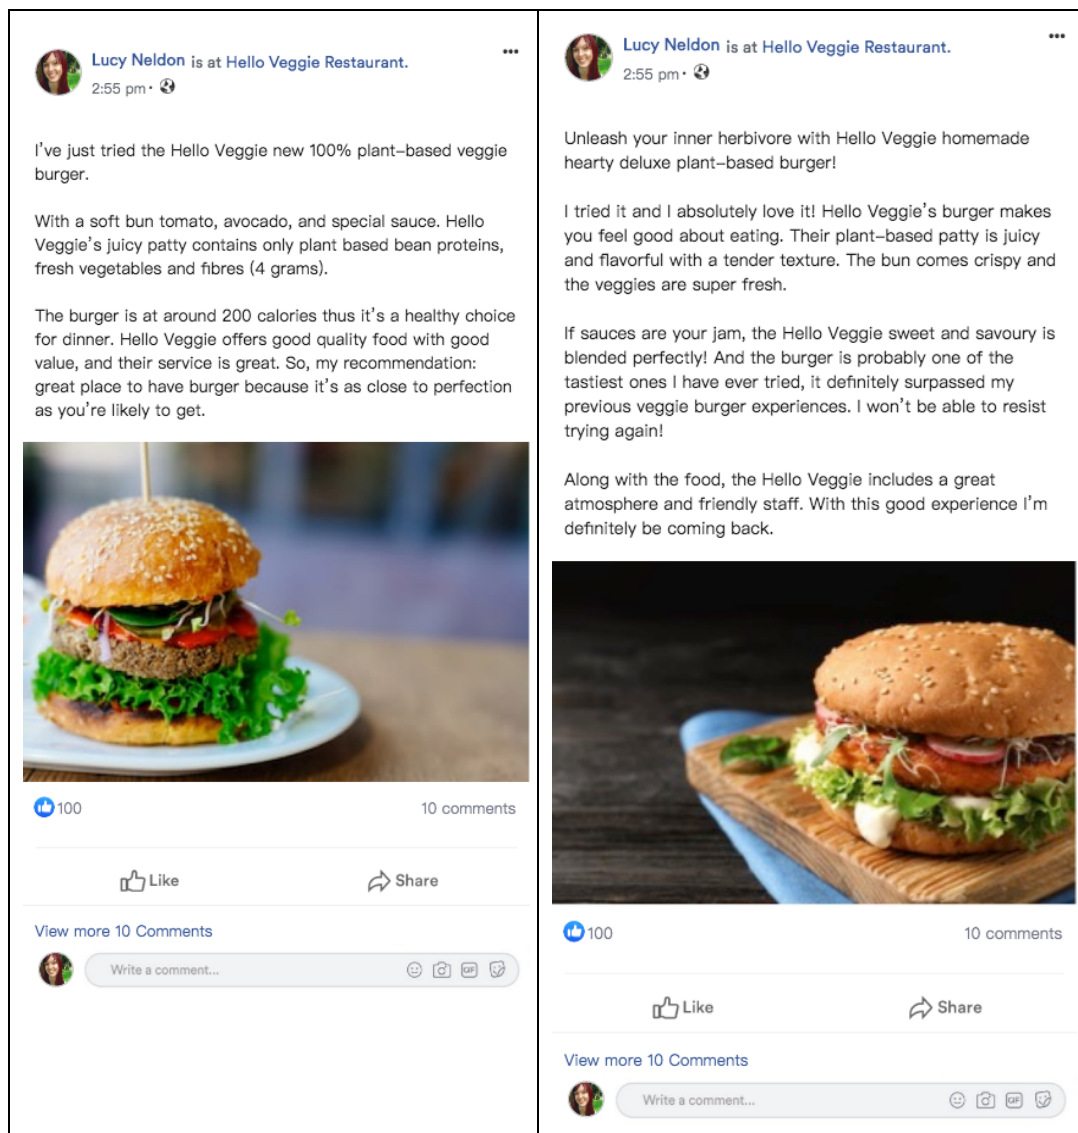 Lucy Neldon is at Hello Veggie Restaurant.
2:55 pm ·
I've just tried the Hello Veggie new 100% plant-based veggie
burger.
With a soft bun tomato, avocado, and special sauce. Hello
Veggie's juicy patty contains only plant based bean proteins,
fresh vegetables and fibres (4 grams).
The burger is at around 200 calories thus it's a healthy choice
for dinner. Hello Veggie offers good quality food with good
value, and their service is great. So, my recommendation:
great place to have burger because it's as close to perfection
as you're likely to get.
100
10 comments
Like
Share
View more 10 Comments
Write a comment...
GIF
Lucy Neldon is at Hello Veggie Restaurant.
2:55 pm ·
Unleash your inner herbivore with Hello Veggie homemade
hearty deluxe plant-based burger!
I tried it and I absolutely love it! Hello Veggie's burger makes
you feel good about eating. Their plant-based patty is juicy
and flavorful with a tender texture. The bun comes crispy and
the veggies are super fresh.
If sauces are your jam, the Hello Veggie sweet and savoury is
blended perfectly! And the burger is probably one of the
tastiest ones I have ever tried, it definitely surpassed my
previous veggie burger experiences. I won't be able to resist
trying again!
Along with the food, the Hello Veggie includes a great
atmosphere and friendly staff. With this good experience I'm
definitely be coming back.
100
10 comments
Like
Share
View more 10 Comments
Write a comment...
GIF